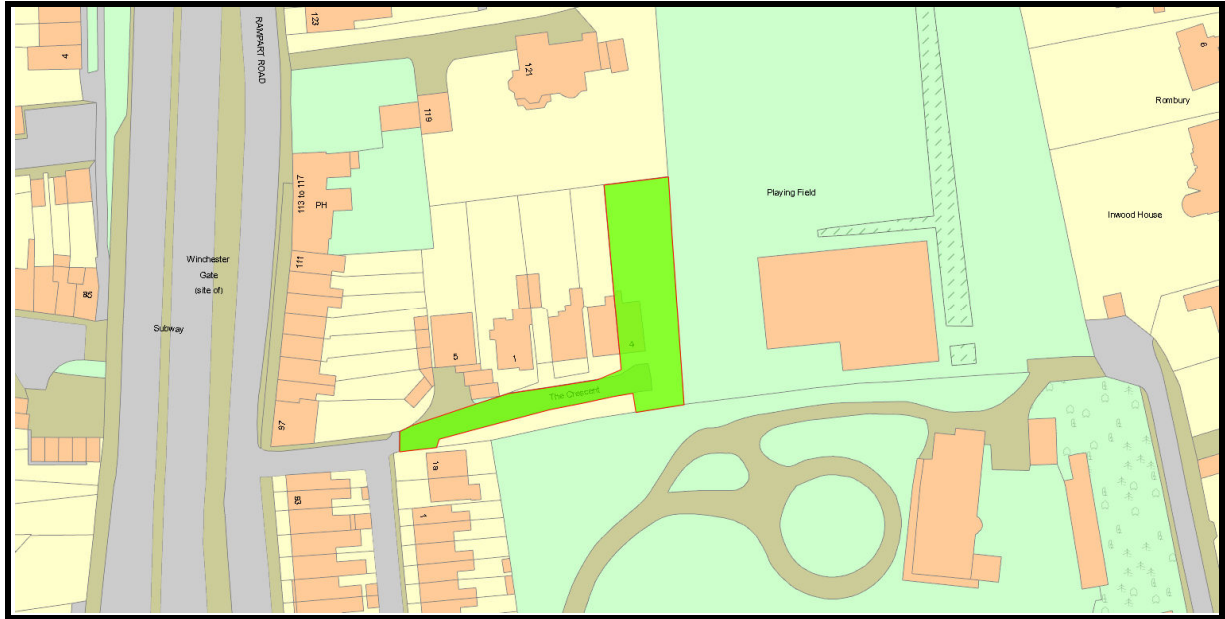 123
RAMPART ROAD
4
121
6
Rombury
119
113 to 117
PH
Playing Field
Inwood House
Winchester
Gate
(site of)
111
85
Subway
5
1
4
The Crescent
97
1a
93
1